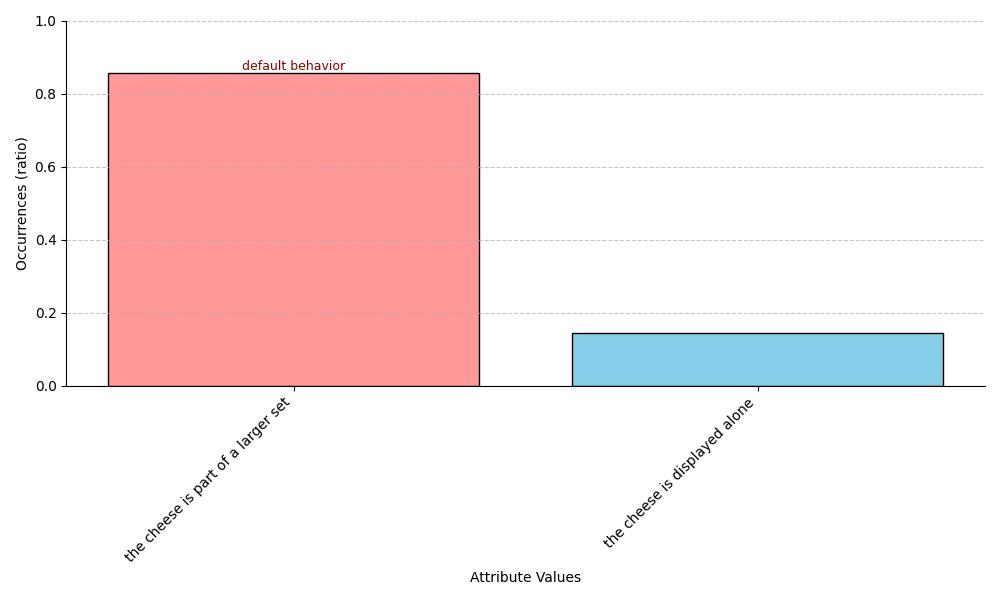 1.0
default behavior
0.8
0.6
0.4
0.2
0.0
Occurrences (ratio)
the cheese is part of a larger set
the cheese is displayed alone
Attribute Values